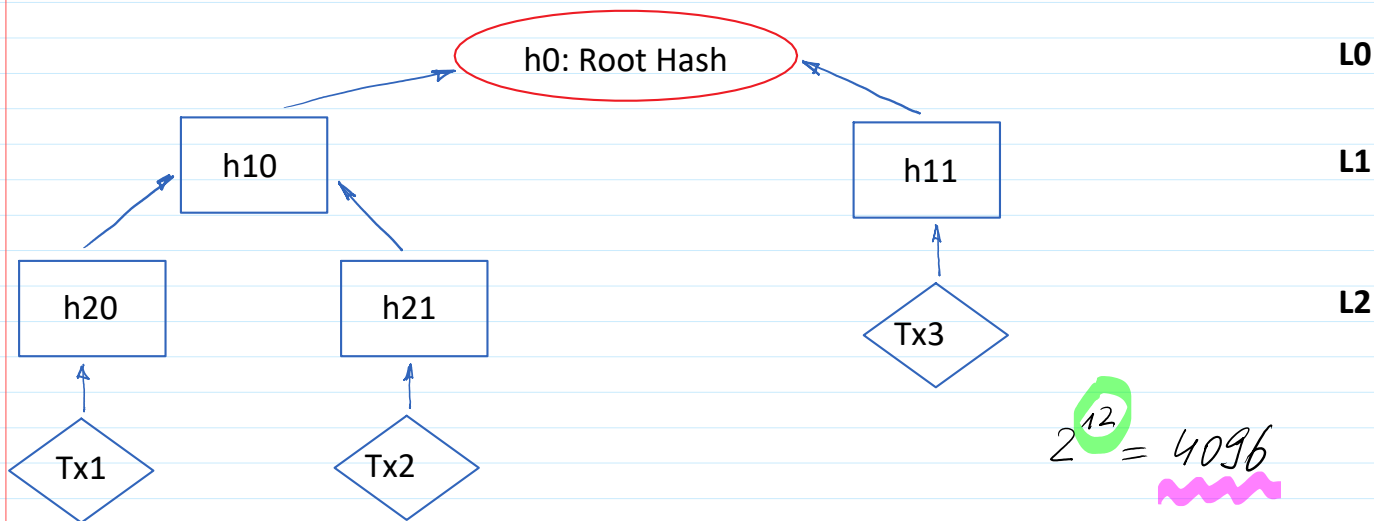 h0: Root Hash L0
h10 h11 L1
h20 h21 L2
Tx3
Tx1 Tx2
2^12 = 4096